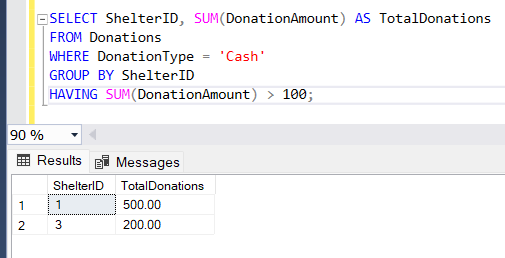 SELECT ShelterID, SUM(DonationAmount) AS TotalDonations
FROM Donations
WHERE DonationType = 'Cash'
GROUP BY ShelterID
HAVING SUM(DonationAmount) > 100;
90 %
Results Messages
ShelterID TotalDonations
1 1 500.00
2 3 200.00